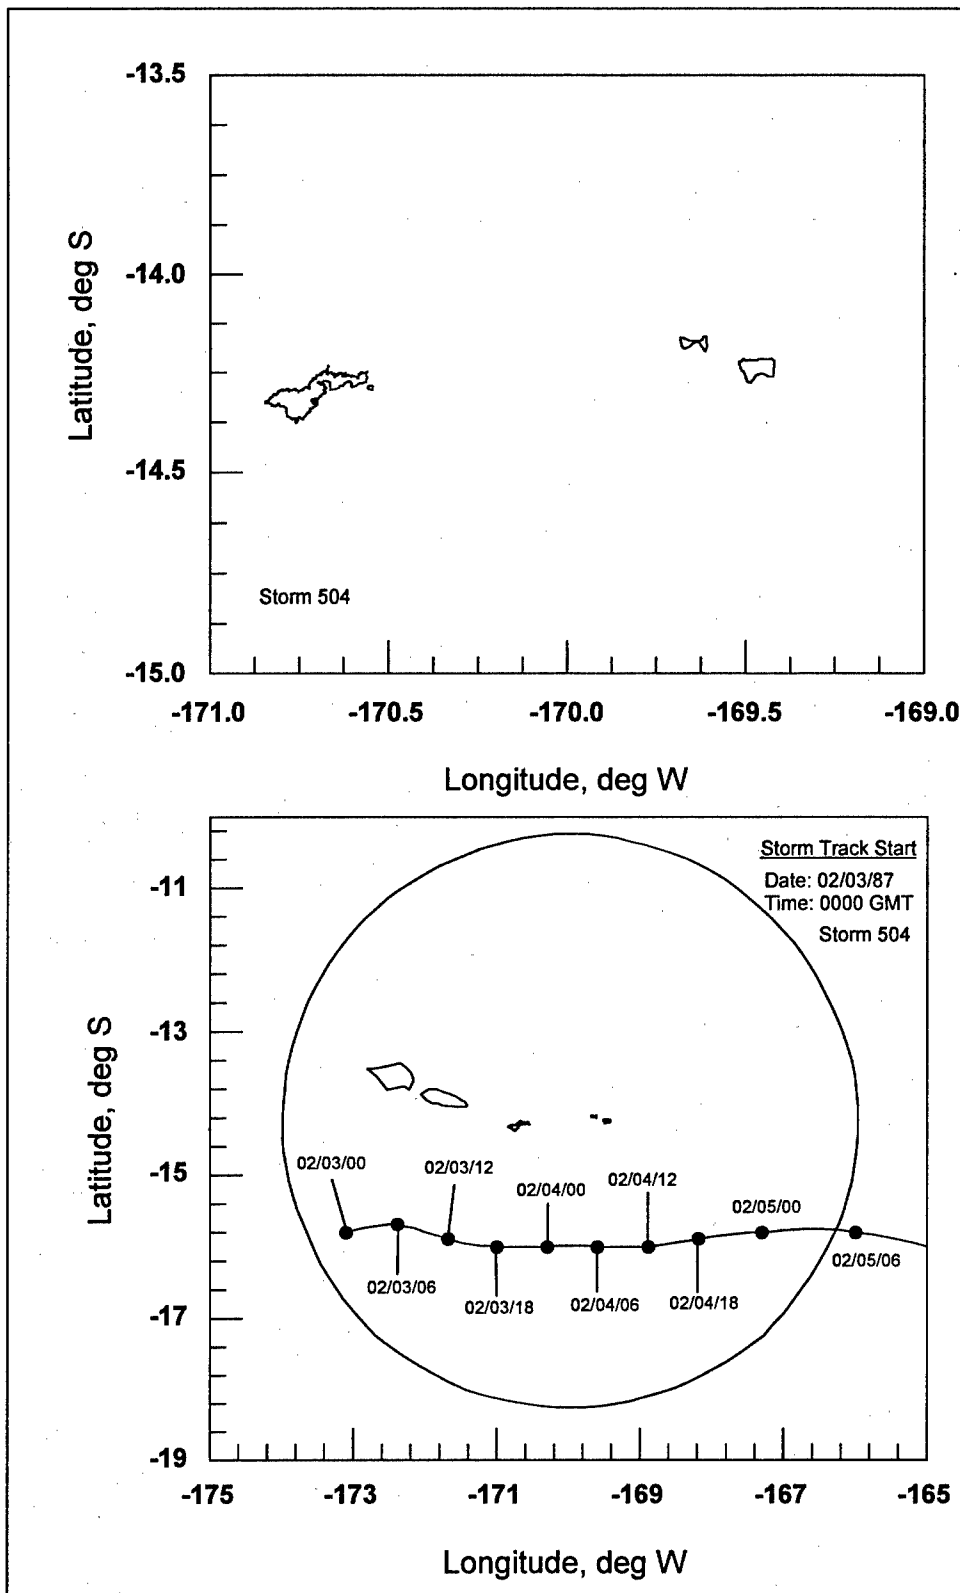 -13.5
-14.0
-14.5
-15.0
Latitude, deg S
Storm 504
-171.0 -170.5 -170.0 -169.5 -169.0
Longitude, deg W
Storm Track Start
Date: 02/03/87
Time: 0000 GMT
Storm 504
-11
-13
-15
-17
-19
Latitude, deg S
02/03/00
02/03/12
02/04/00
02/04/12
02/05/00
02/03/06
02/03/18
02/04/06
02/04/18
02/05/06
-175 -173 -171 -169 -167 -165
Longitude, deg W